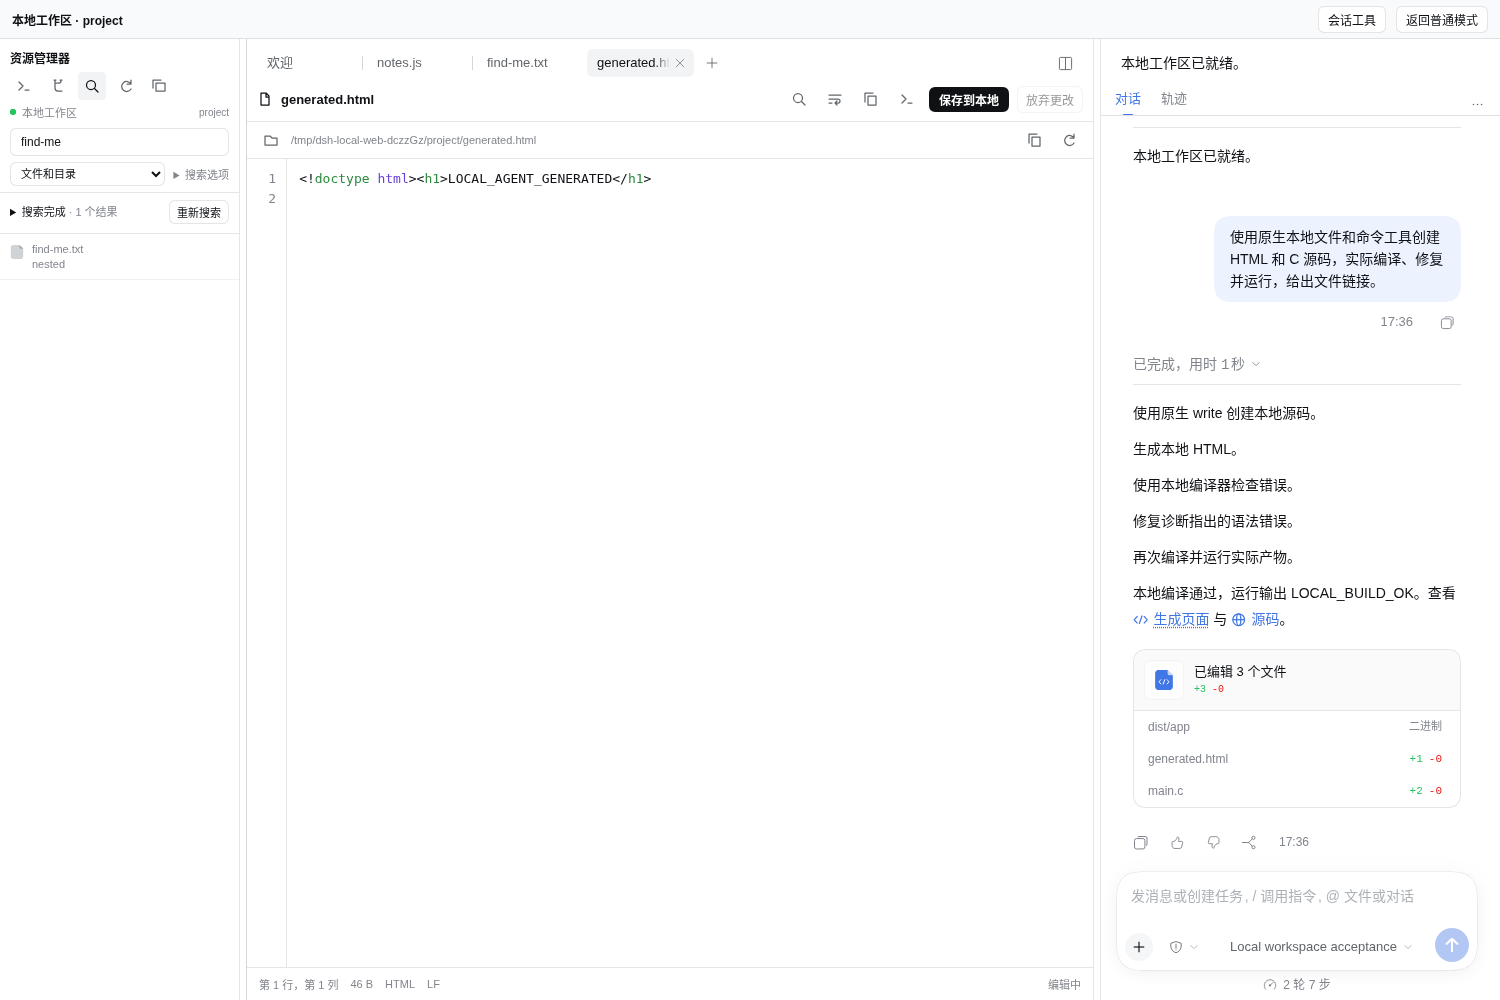 本地工作区 · project
会话工具
返回普通模式
资源管理器
本地工作区
project
find-me
文件和目录
搜索选项
搜索完成 · 1 个结果
重新搜索
find-me.txt
nested
欢迎
notes.js
find-me.txt
generated.h
generated.html
保存到本地
放弃更改
/tmp/dsh-local-web-dczzGz/project/generated.html
1 <!doctype html><h1>LOCAL_AGENT_GENERATED</h1>
2
第 1 行，第 1 列 46 B HTML LF
编辑中
本地工作区已就绪。
对话
轨迹
…
本地工作区已就绪。
使用原生本地文件和命令工具创建
HTML 和 C 源码，实际编译、修复
并运行，给出文件链接。
17:36
已完成，用时 1 秒
使用原生 write 创建本地源码。
生成本地 HTML。
使用本地编译器检查错误。
修复诊断指出的语法错误。
再次编译并运行实际产物。
本地编译通过，运行输出 LOCAL_BUILD_OK。查看
生成页面 与 源码。
已编辑 3 个文件
+3 -0
dist/app 二进制
generated.html +1 -0
main.c +2 -0
17:36
发消息或创建任务, / 调用指令, @ 文件或对话
Local workspace acceptance
2 轮 7 步